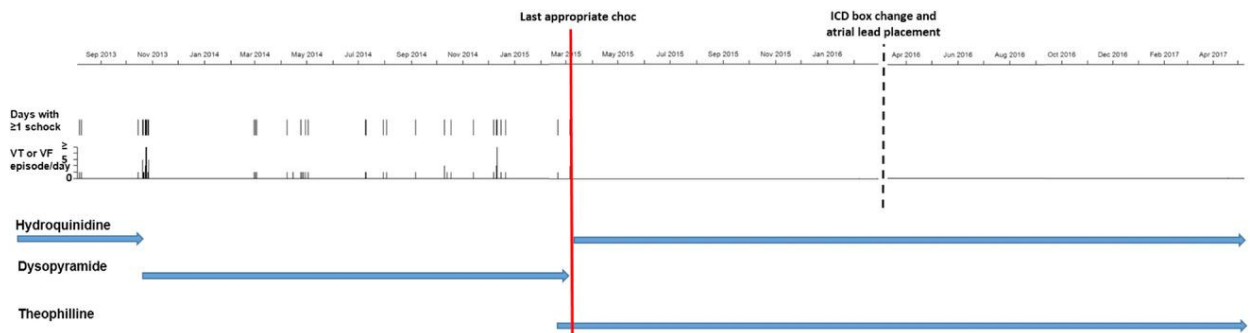 Last appropriate choc
ICD box change and
atrial lead placement
Sep 2013 Nov 2013 Jan 2014 Mar 2014 May 2014 Jul 2014 Sep 2014 Nov 2014 Jan 2015 Mar 2015 May 2015 Jul 2015 Sep 2015 Nov 2015 Jan 2016 Apr 2016 Jun 2016 Aug 2016 Oct 2016 Dec 2016 Feb 2017 Apr 2017
Days with
≥1 schock
VT or VF ≥
episode/day 5
0
Hydroquinidine
Dysopyramide
Theophilline